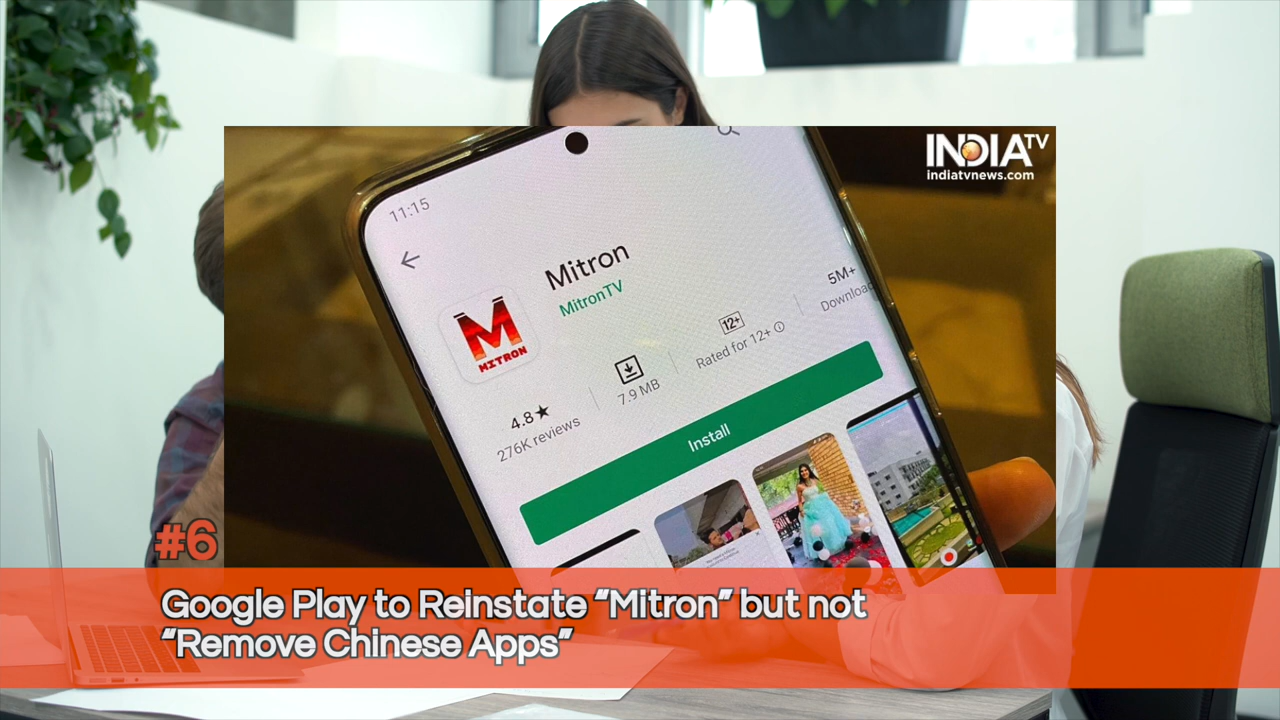 INDIA TV
indiatvnews.com
11:15
Mitron
MitronTV
M
MITRON
5M+
12+
Rated for 12+
7.9 MB
4.8★
276K reviews
Install
#6
Google Play to Reinstate “Mitron” but not
“Remove Chinese Apps”